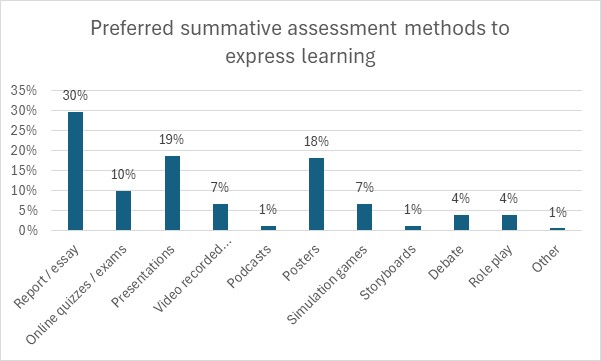 Preferred summative assessment methods to
express learning
35%
30%
25%
20%
15%
10%
5%
0%
30%
10%
19%
7%
1%
18%
7%
1%
4%
4%
1%
Report / essay
Online quizzes / exams
Presentations
Video recorded...
Podcasts
Posters
Simulation games
Storyboards
Debate
Role play
Other